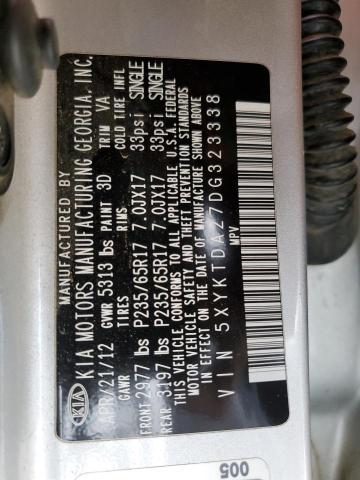 KIA
KIA MOTORS MANUFACTURING GEORGIA, INC.
APR/21/12 GVWR 5313 lbs PAINT 3D TRIM VA
GAWR TIRES RIMS COLD TIRE INFL
FRONT 2977 lbs P235/65R17 7.0JX17 33psi SINGLE
REAR 3197 lbs P235/65R17 7.0JX17 33psi SINGLE
THIS VEHICLE CONFORMS TO ALL APPLICABLE U.S.A. FEDERAL
MOTOR VEHICLE SAFETY, BUMPER, AND THEFT PREVENTION STANDARDS
IN EFFECT ON THE DATE OF MANUFACTURE SHOWN ABOVE
VIN 5XYKTDA27DG323338
MPV
005